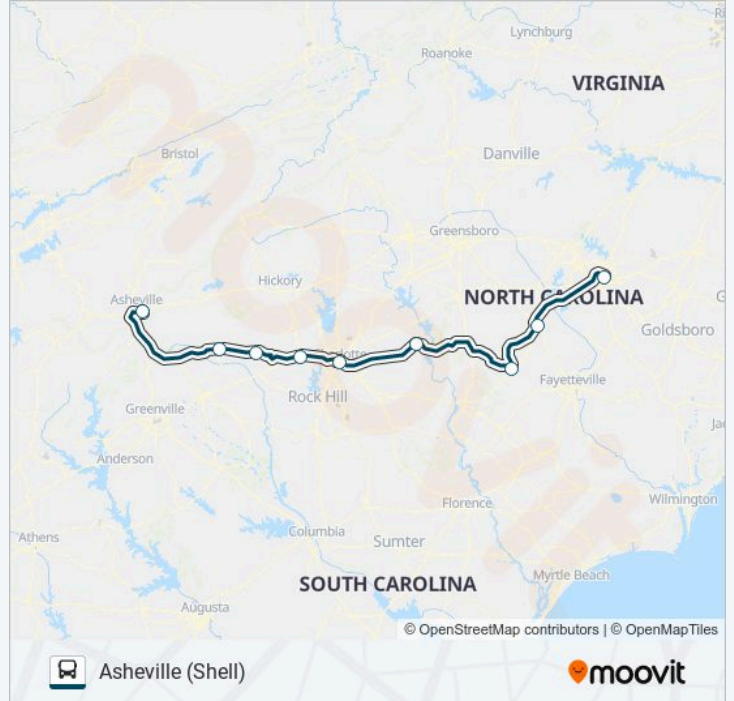 Lynchburg
Roanoke
VIRGINIA
Bristol
Danville
Greensboro
Hickory
Asheville
NORTH CAROLINA
Goldsboro
Rock Hill
Fayetteville
Greenville
Anderson
Florence
Wilmington
Athens
Columbia
Sumter
Myrtle Beach
SOUTH CAROLINA
Augusta
© OpenStreetMap contributors | © OpenMapTiles
Asheville (Shell)
moovit
moovit